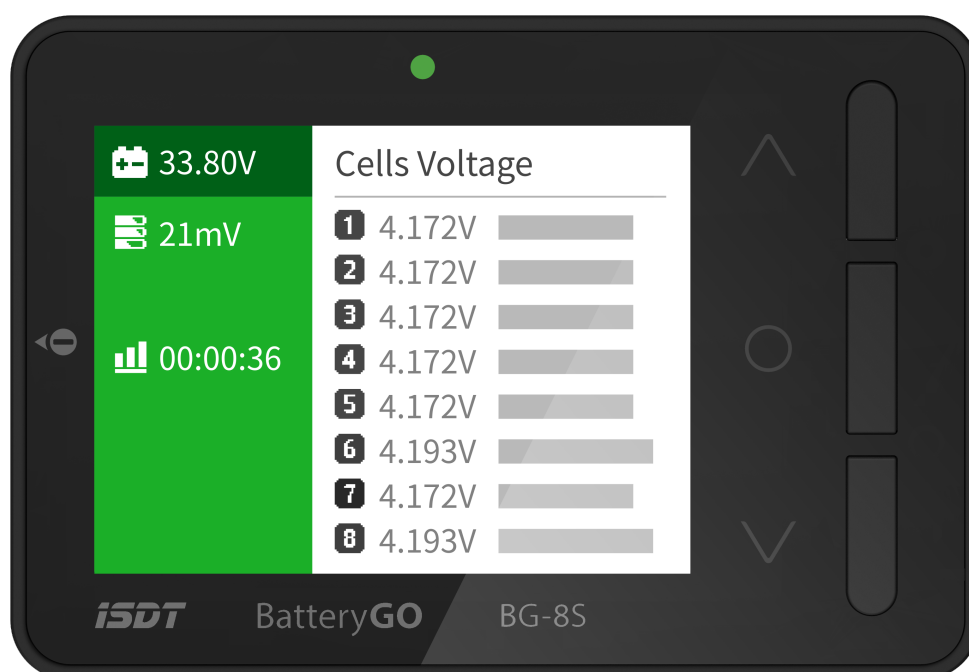 33.80V
21mV
00:00:36
Cells Voltage
1 4.172V
2 4.172V
3 4.172V
4 4.172V
5 4.172V
6 4.193V
7 4.172V
8 4.193V
iSDT BatteryGO BG-8S